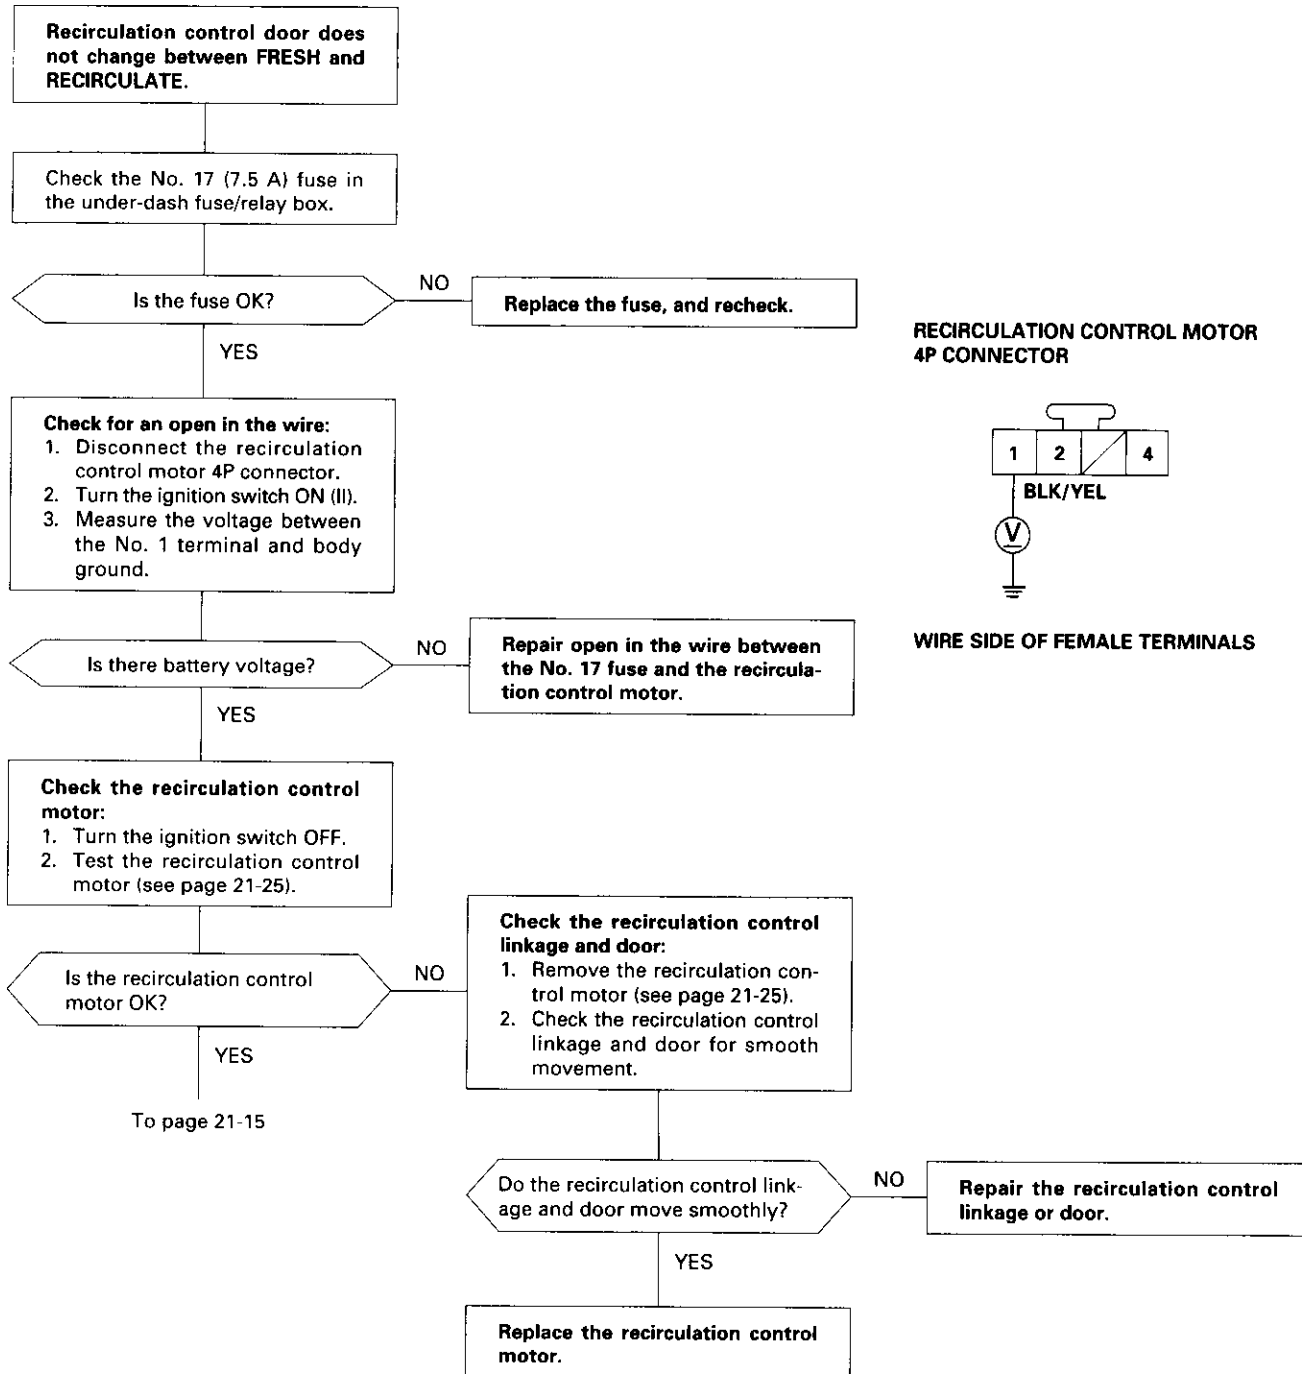 Recirculation control door does
not change between FRESH and
RECIRCULATE.
Check the No. 17 (7.5 A) fuse in
the under-dash fuse/relay box.
Is the fuse OK?
NO
Replace the fuse, and recheck.
YES
RECIRCULATION CONTROL MOTOR
4P CONNECTOR
1 2 4
BLK/YEL
V
WIRE SIDE OF FEMALE TERMINALS
Check for an open in the wire:
1. Disconnect the recirculation
control motor 4P connector.
2. Turn the ignition switch ON (II).
3. Measure the voltage between
the No. 1 terminal and body
ground.
Is there battery voltage?
NO
Repair open in the wire between
the No. 17 fuse and the recircula-
tion control motor.
YES
Check the recirculation control
motor:
1. Turn the ignition switch OFF.
2. Test the recirculation control
motor (see page 21-25).
Is the recirculation control
motor OK?
NO
Check the recirculation control
linkage and door:
1. Remove the recirculation con-
trol motor (see page 21-25).
2. Check the recirculation control
linkage and door for smooth
movement.
YES
To page 21-15
Do the recirculation control link-
age and door move smoothly?
NO
Repair the recirculation control
linkage or door.
YES
Replace the recirculation control
motor.